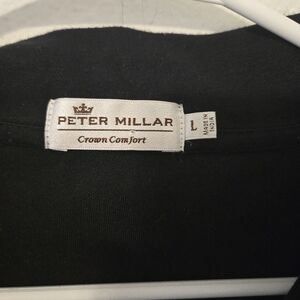 PETER MILLAR
Crown Comfort
L
MADE IN
INDIA